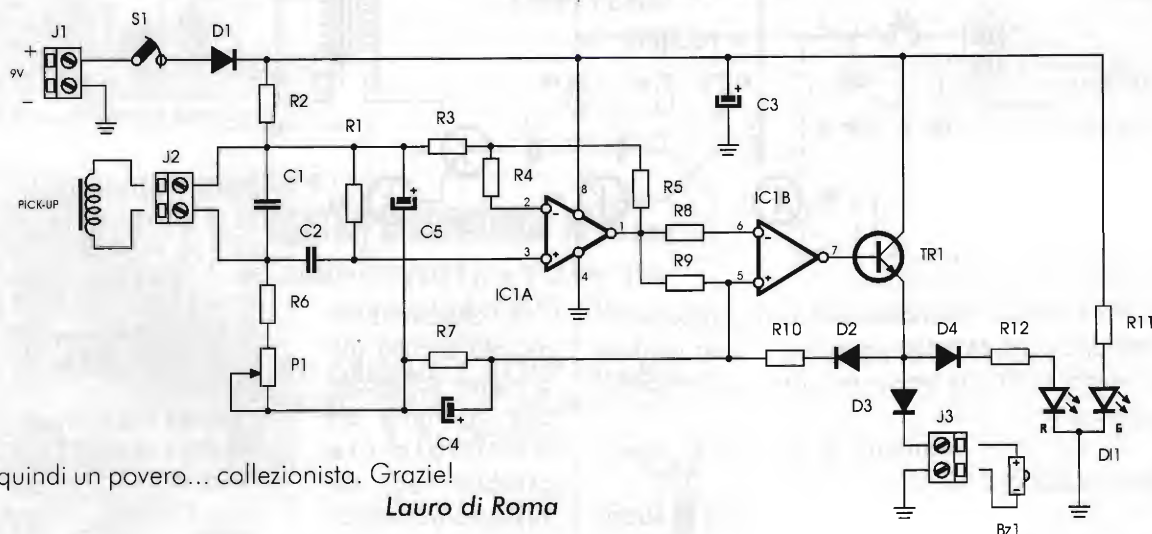 J1
S1
D1
+
9V
−
R2
R1
R3
C3
J2
C1
R4
8
R5
IC1B
PICK-UP
C2
C5
2
−
1
R8
6
−
7
TR1
3
+
4
R9
5
+
IC1A
R6
R7
R10
D2
D4
R12
R11
P1
+
C4
D3
J3
R
G
Dl1
+
−
Bz1
quindi un povero... collezionista. Grazie!
Lauro di Roma